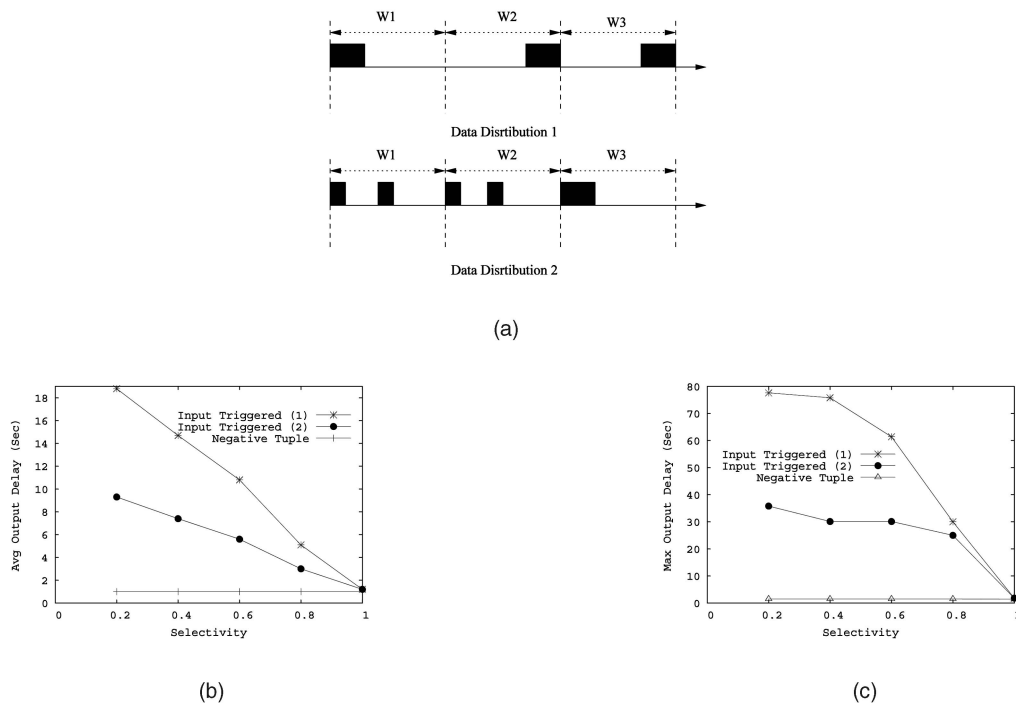 W1 W2 W3
Data Disrtibution 1
W1 W2 W3
Data Disrtibution 2
(a)
18
16
14
12
10
8
6
4
2
0
Avg Output Delay (Sec)
Input Triggered (1)
Input Triggered (2)
Negative Tuple
0 0.2 0.4 0.6 0.8 1
Selectivity
(b)
80
70
60
50
40
30
20
10
0
Max Output Delay (Sec)
Input Triggered (1)
Input Triggered (2)
Negative Tuple
0 0.2 0.4 0.6 0.8 1
Selectivity
(c)